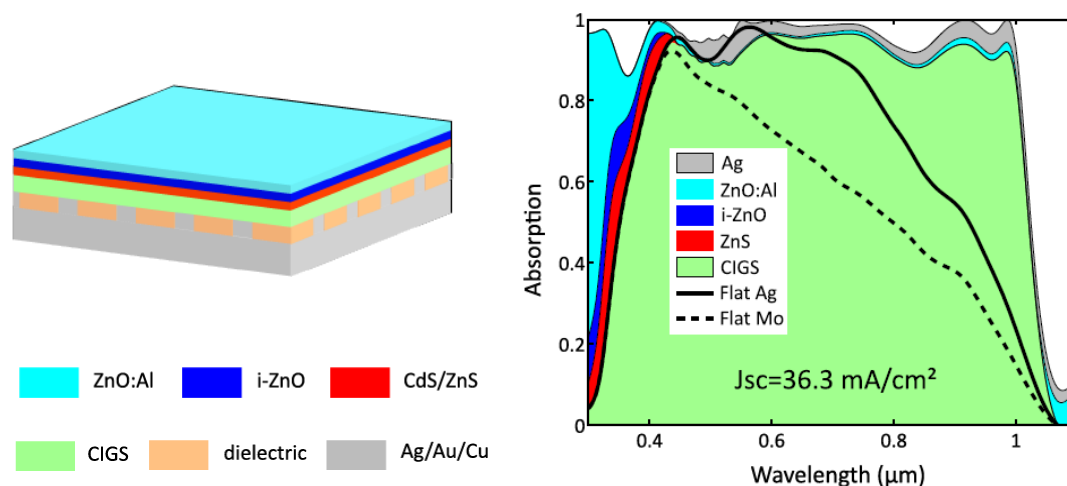 ZnO:Al
i-ZnO
CdS/ZnS
CIGS
dielectric
Ag/Au/Cu
Absorption
1
0.8
0.6
0.4
0.2
0
Ag
ZnO:Al
i-ZnO
ZnS
CIGS
Flat Ag
Flat Mo
Jsc=36.3 mA/cm²
0.4
0.6
0.8
1
Wavelength (μm)